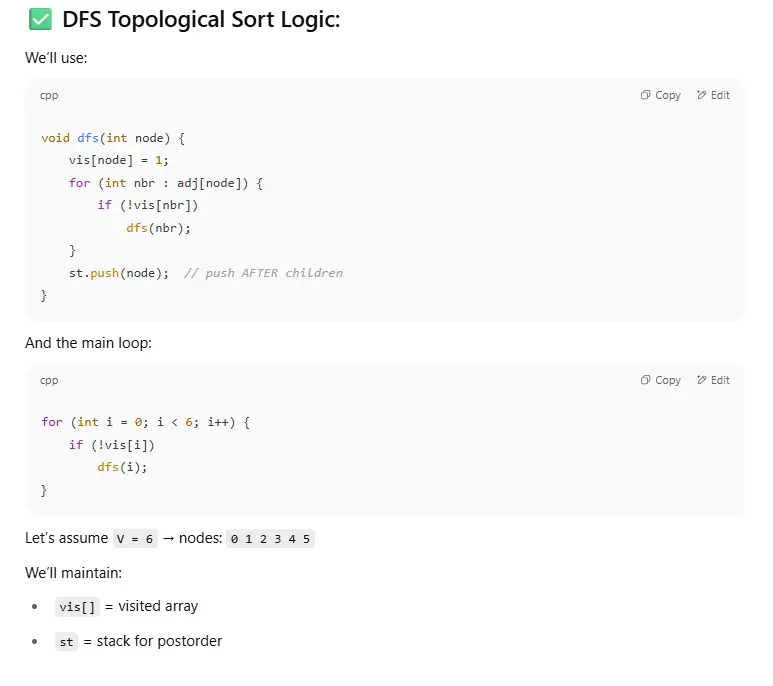 ✅ DFS Topological Sort Logic:
We'll use:
cpp
Copy Edit
void dfs(int node) {
    vis[node] = 1;
    for (int nbr : adj[node]) {
        if (!vis[nbr])
            dfs(nbr);
    }
    st.push(node);  // push AFTER children
}
And the main loop:
cpp
Copy Edit
for (int i = 0; i < 6; i++) {
    if (!vis[i])
        dfs(i);
}
Let's assume V = 6 → nodes: 0 1 2 3 4 5
We'll maintain:
• vis[] = visited array
• st = stack for postorder